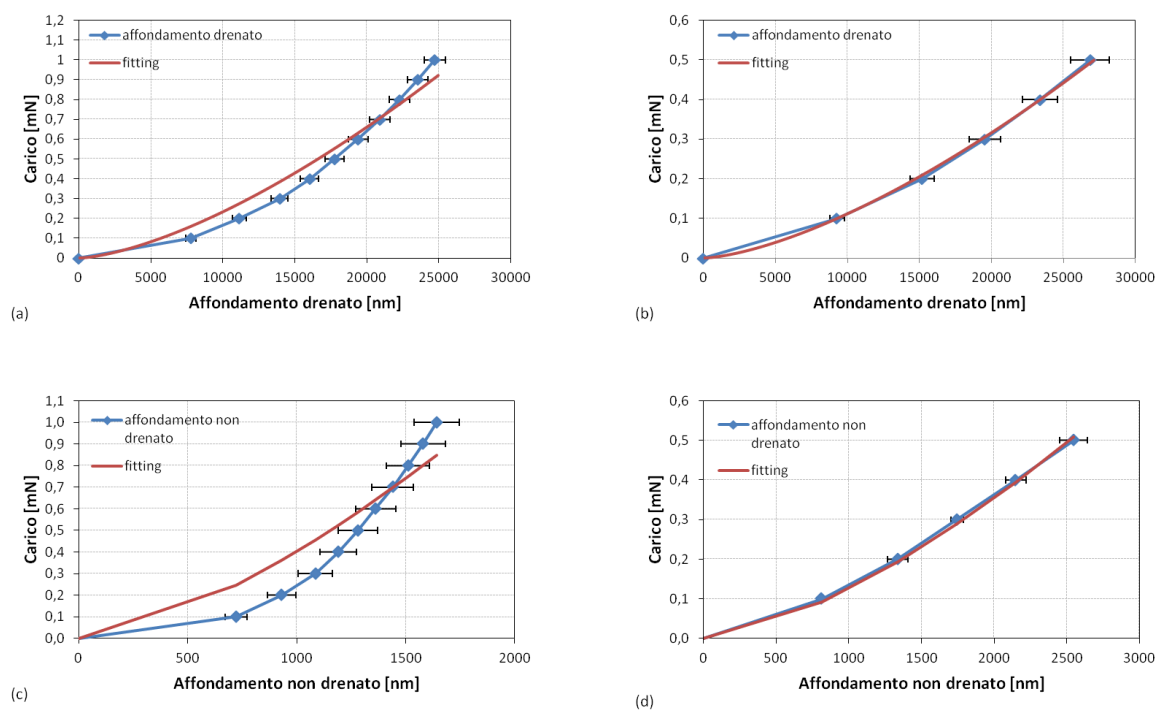 1,2
1
0,9
0,8
0,7
0,6
0,5
0,4
0,3
0,2
0,1
0
Carico [mN]
affondamento drenato
fitting
0 5000 10000 15000 20000 25000 30000
Affondamento drenato [nm]
(a)
0,6
0,5
0,4
0,3
0,2
0,1
0
Carico [mN]
affondamento drenato
fitting
0 5000 10000 15000 20000 25000 30000
Affondamento drenato [nm]
(b)
1,1
1,0
0,9
0,8
0,7
0,6
0,5
0,4
0,3
0,2
0,1
0,0
Carico [mN]
affondamento non
drenato
fitting
0 500 1000 1500 2000
Affondamento non drenato [nm]
(c)
0,6
0,5
0,4
0,3
0,2
0,1
0,0
Carico [mN]
affondamento non
drenato
fitting
0 500 1000 1500 2000 2500 3000
Affondamento non drenato [nm]
(d)